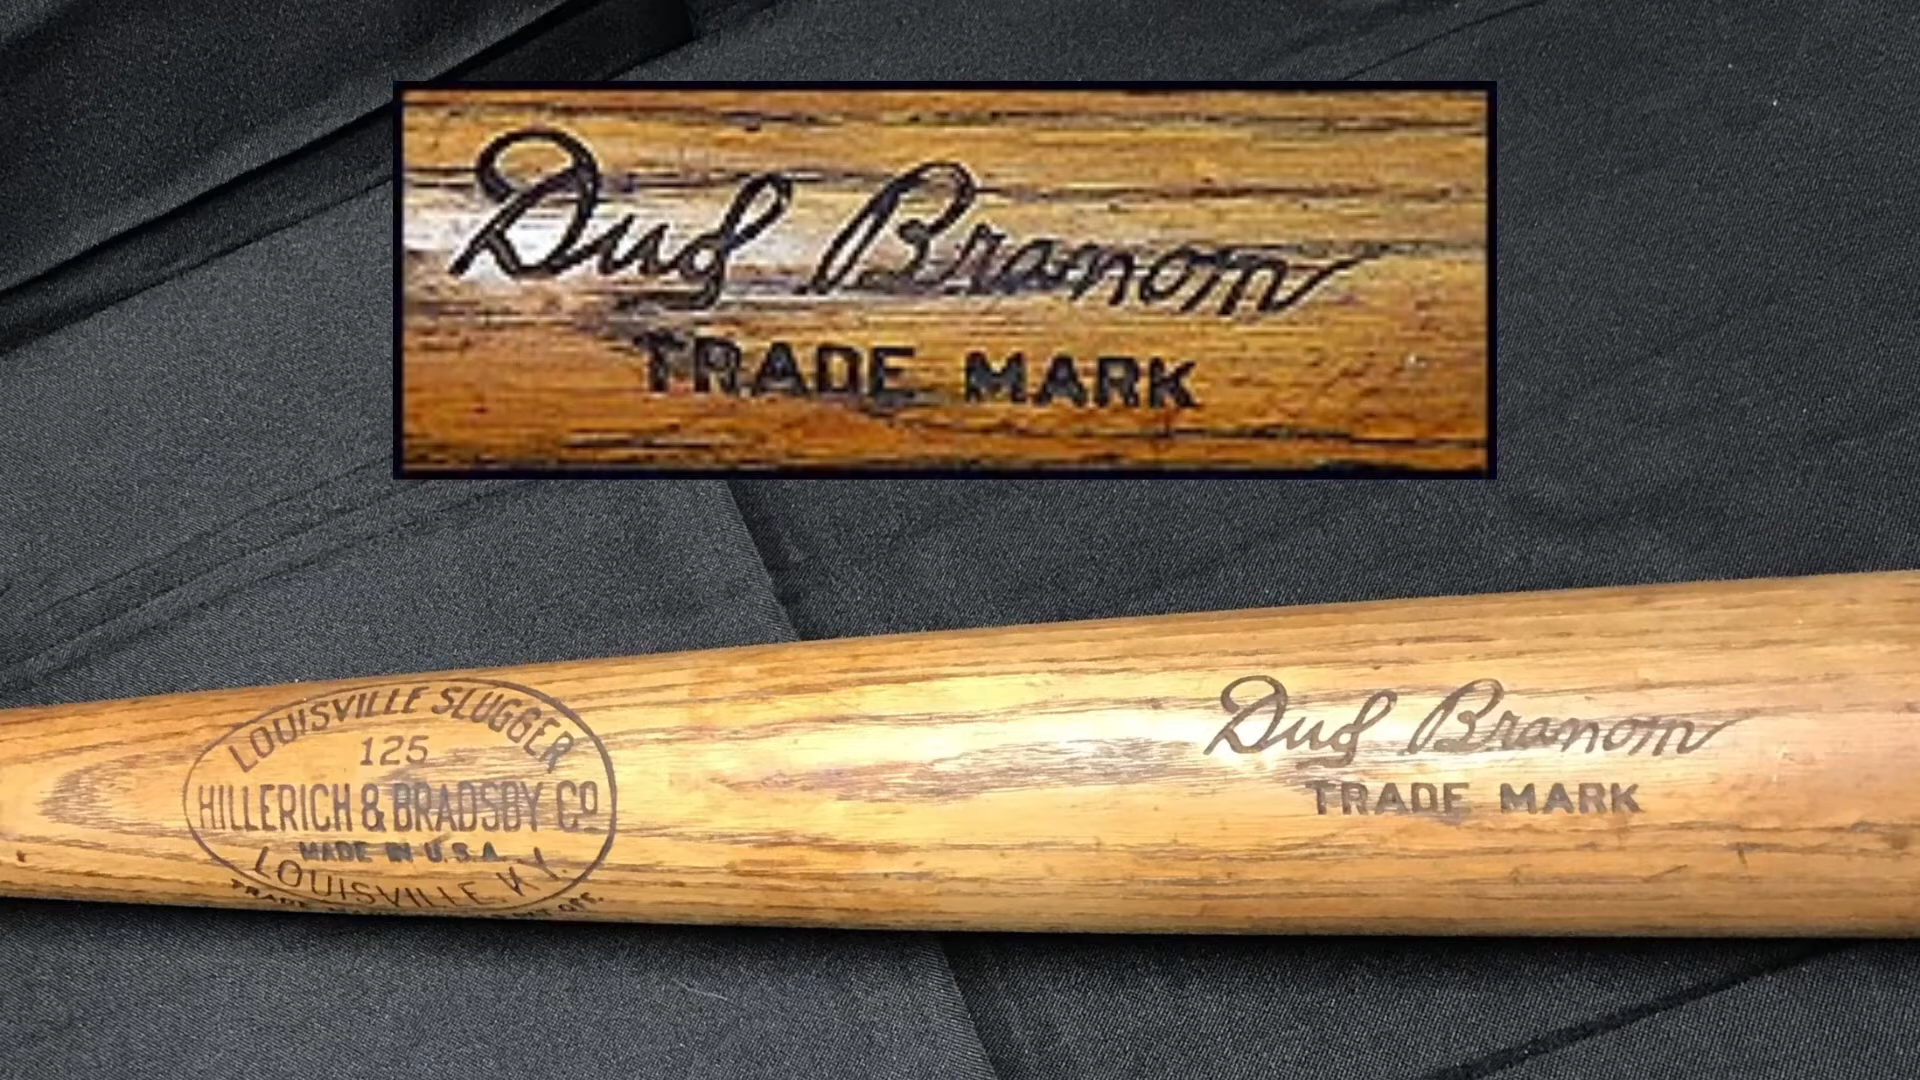 Dud Branom
TRADE MARK
LOUISVILLE SLUGGER
125
HILLERICH & BRADSBY Cº
MADE IN U.S.A.
LOUISVILLE, KY.
Dud Branom
TRADE MARK